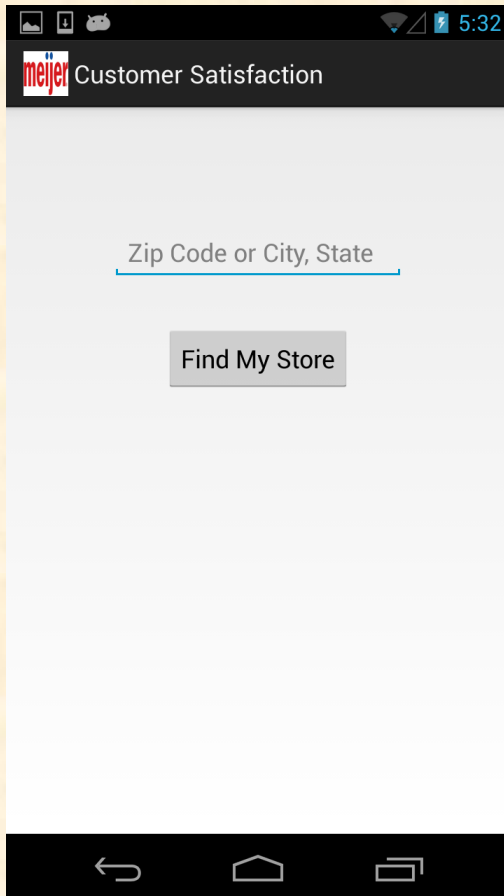 5:32
meijer Customer Satisfaction
Zip Code or City, State
Find My Store